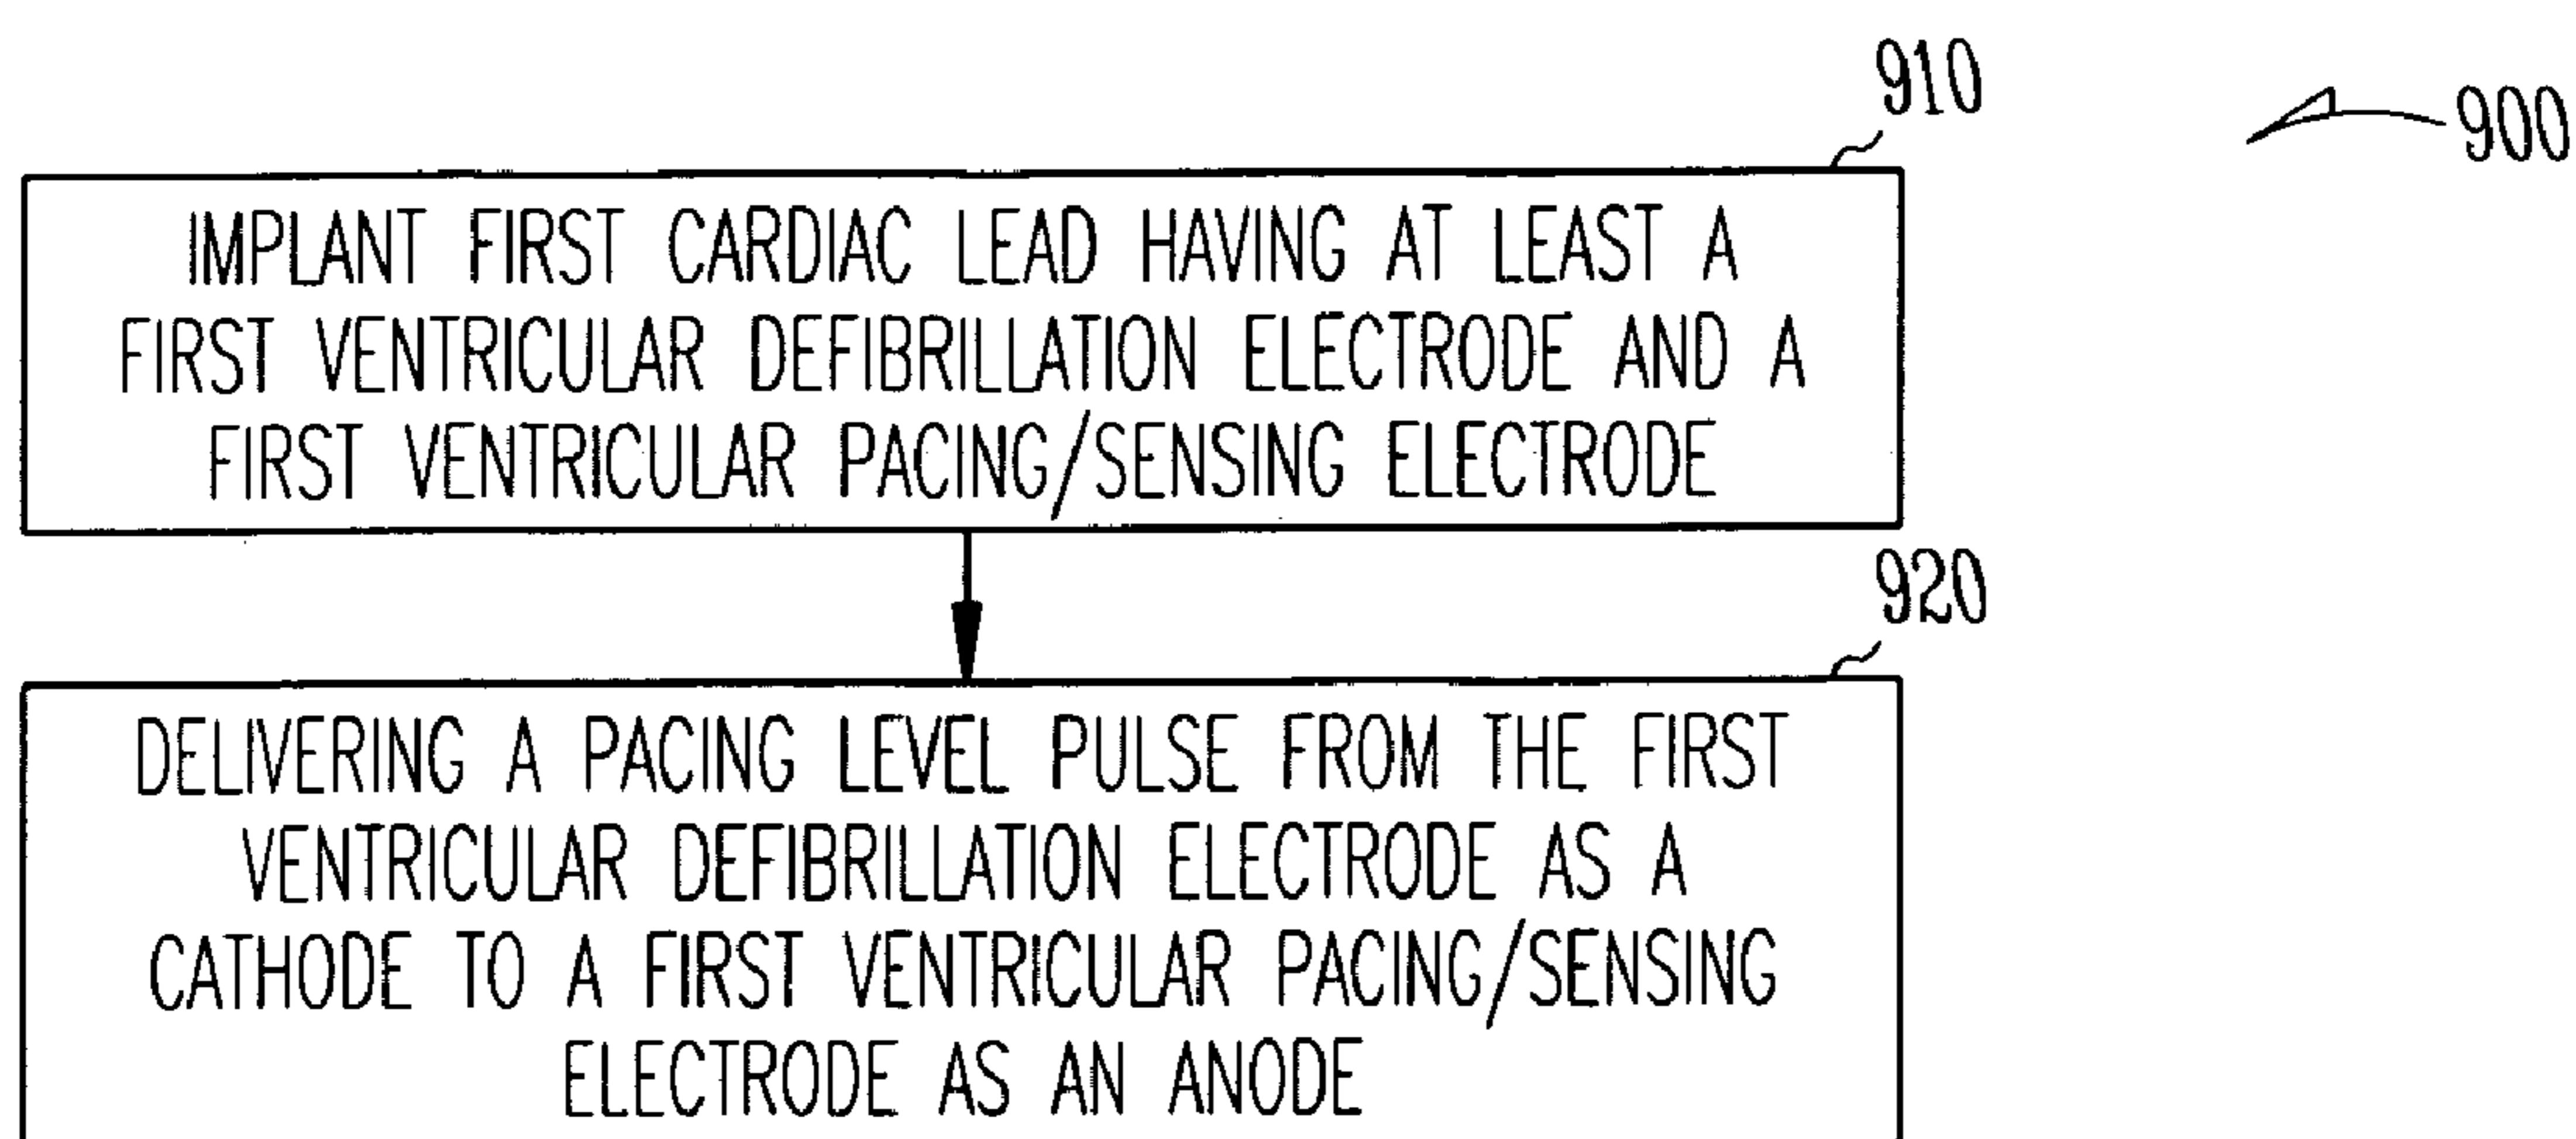 910
900
IMPLANT FIRST CARDIAC LEAD HAVING AT LEAST A
FIRST VENTRICULAR DEFIBRILLATION ELECTRODE AND A
FIRST VENTRICULAR PACING/SENSING ELECTRODE
920
DELIVERING A PACING LEVEL PULSE FROM THE FIRST
VENTRICULAR DEFIBRILLATION ELECTRODE AS A
CATHODE TO A FIRST VENTRICULAR PACING/SENSING
ELECTRODE AS AN ANODE